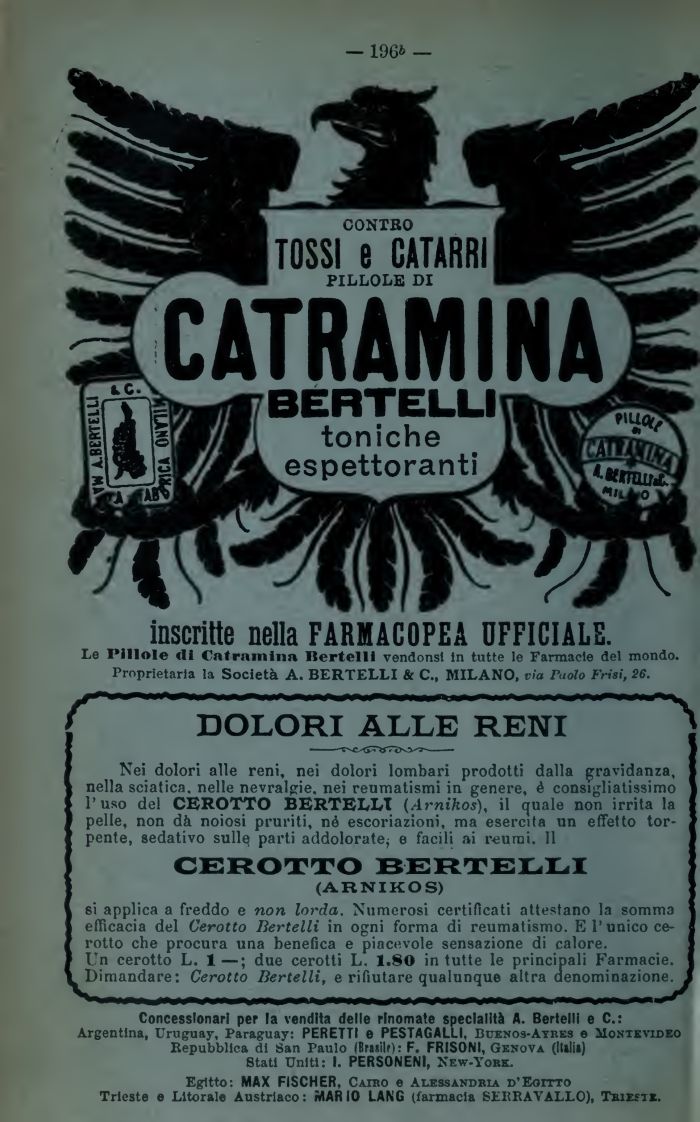 — 196b —
CONTRO
TOSSI e CATARRI
PILLOLE DI
CATRAMINA
BERTELLI
toniche
espettoranti
& C.
A. BERTELLI
MILANO
PILLOLE
DI
CATRAMINA
A. BERTELLI & C.
MILANO
inscritte nella FARMACOPEA UFFICIALE.
Le Pillole di Catramina Bertelli vendonsi in tutte le Farmacie del mondo.
Proprietaria la Società A. BERTELLI & C., MILANO, via Paolo Frisi, 26.
DOLORI ALLE RENI
Nei dolori alle reni, nei dolori lombari prodotti dalla gravidanza,
nella sciatica, nelle nevralgie, nei reumatismi in genere, è consigliatissimo
l'uso del CEROTTO BERTELLI (Arnikos), il quale non irrita la
pelle, non dà noiosi pruriti, nè escoriazioni, ma esercita un effetto tor-
pente, sedativo sulle parti addolorate; e facili ai reumi. Il
CEROTTO BERTELLI
(ARNIKOS)
si applica a freddo e non lorda. Numerosi certificati attestano la somma
efficacia del Cerotto Bertelli in ogni forma di reumatismo. E l'unico ce-
rotto che procura una benefica e piacevole sensazione di calore.
Un cerotto L. 1 —; due cerotti L. 1.80 in tutte le principali Farmacie.
Dimandare: Cerotto Bertelli, e rifiutare qualunque altra denominazione.
Concessionari per la vendita delle rinomate specialità A. Bertelli e C.:
Argentina, Uruguay, Paraguay: PERETTI e PESTAGALLI, BUENOS-AYRES e MONTEVIDEO
Repubblica di San Paulo (Brasile): F. FRISONI, GENOVA (Italia)
Stati Uniti: I. PERSONENI, NEW-YORK.
Egitto: MAX FISCHER, CAIRO e ALESSANDRIA D'EGITTO
Trieste e Litorale Austriaco: MARIO LANG (farmacia SERRAVALLO), TRIESTE.